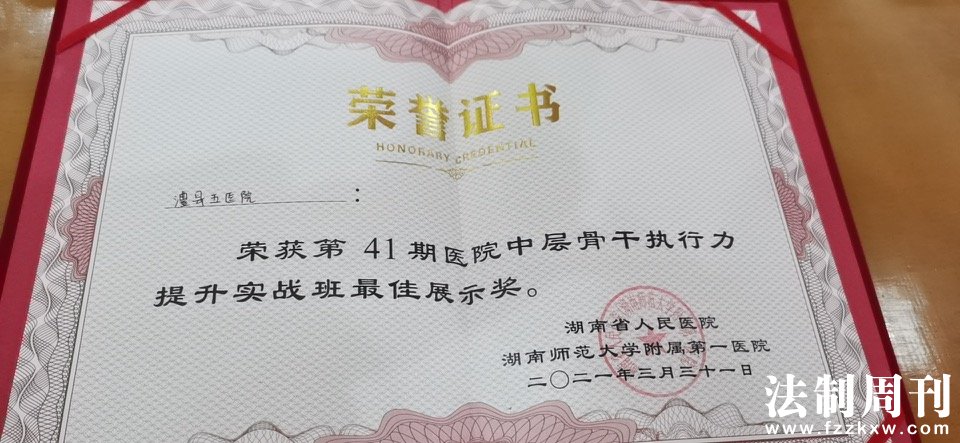 荣誉证书
HONORARY CREDENTIAL
澧县五医院：
荣获第 41 期医院中层骨干执行力
提升实战班最佳展示奖。
湖南省人民医院
湖南师范大学附属第一医院
二〇二一年三月三十一日
法制周刊
www.fzzkxw.com